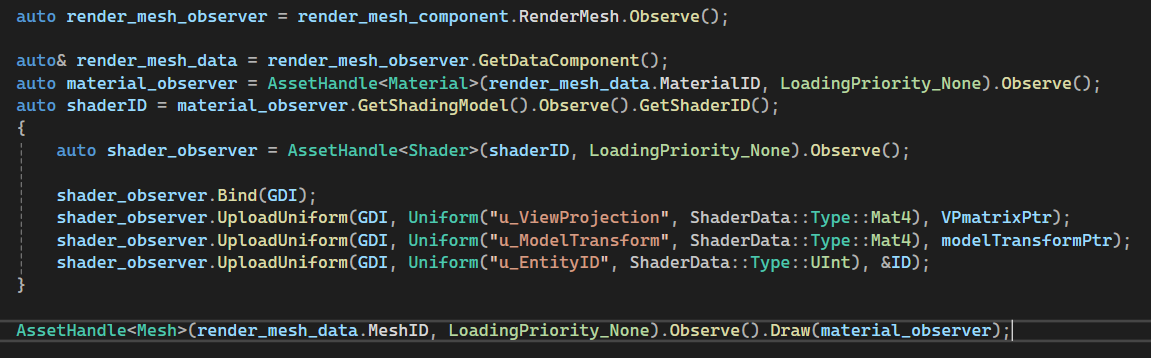 auto render_mesh_observer = render_mesh_component.RenderMesh.Observe();
auto& render_mesh_data = render_mesh_observer.GetDataComponent();
auto material_observer = AssetHandle<Material>(render_mesh_data.MaterialID, LoadingPriority_None).Observe();
auto shaderID = material_observer.GetShadingModel().Observe().GetShaderID();
{
auto shader_observer = AssetHandle<Shader>(shaderID, LoadingPriority_None).Observe();
shader_observer.Bind(GDI);
shader_observer.UploadUniform(GDI, Uniform("u_ViewProjection", ShaderData::Type::Mat4), VPmatrixPtr);
shader_observer.UploadUniform(GDI, Uniform("u_ModelTransform", ShaderData::Type::Mat4), modelTransformPtr);
shader_observer.UploadUniform(GDI, Uniform("u_EntityID", ShaderData::Type::UInt), &ID);
}
AssetHandle<Mesh>(render_mesh_data.MeshID, LoadingPriority_None).Observe().Draw(material_observer);